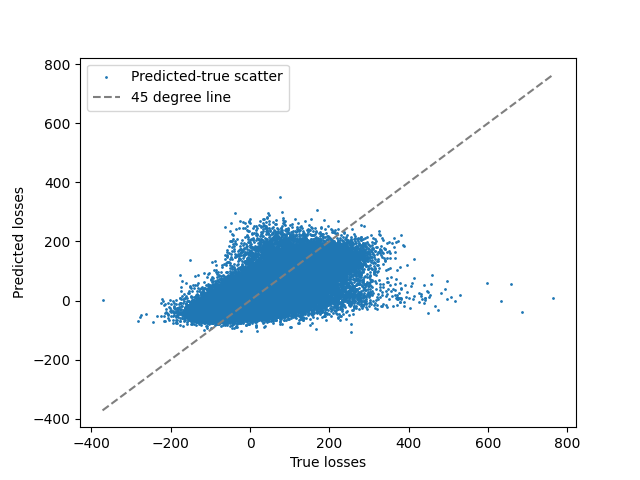 Predicted-true scatter
45 degree line
800
600
400
200
0
−200
−400
Predicted losses
−400 −200 0 200 400 600 800
True losses